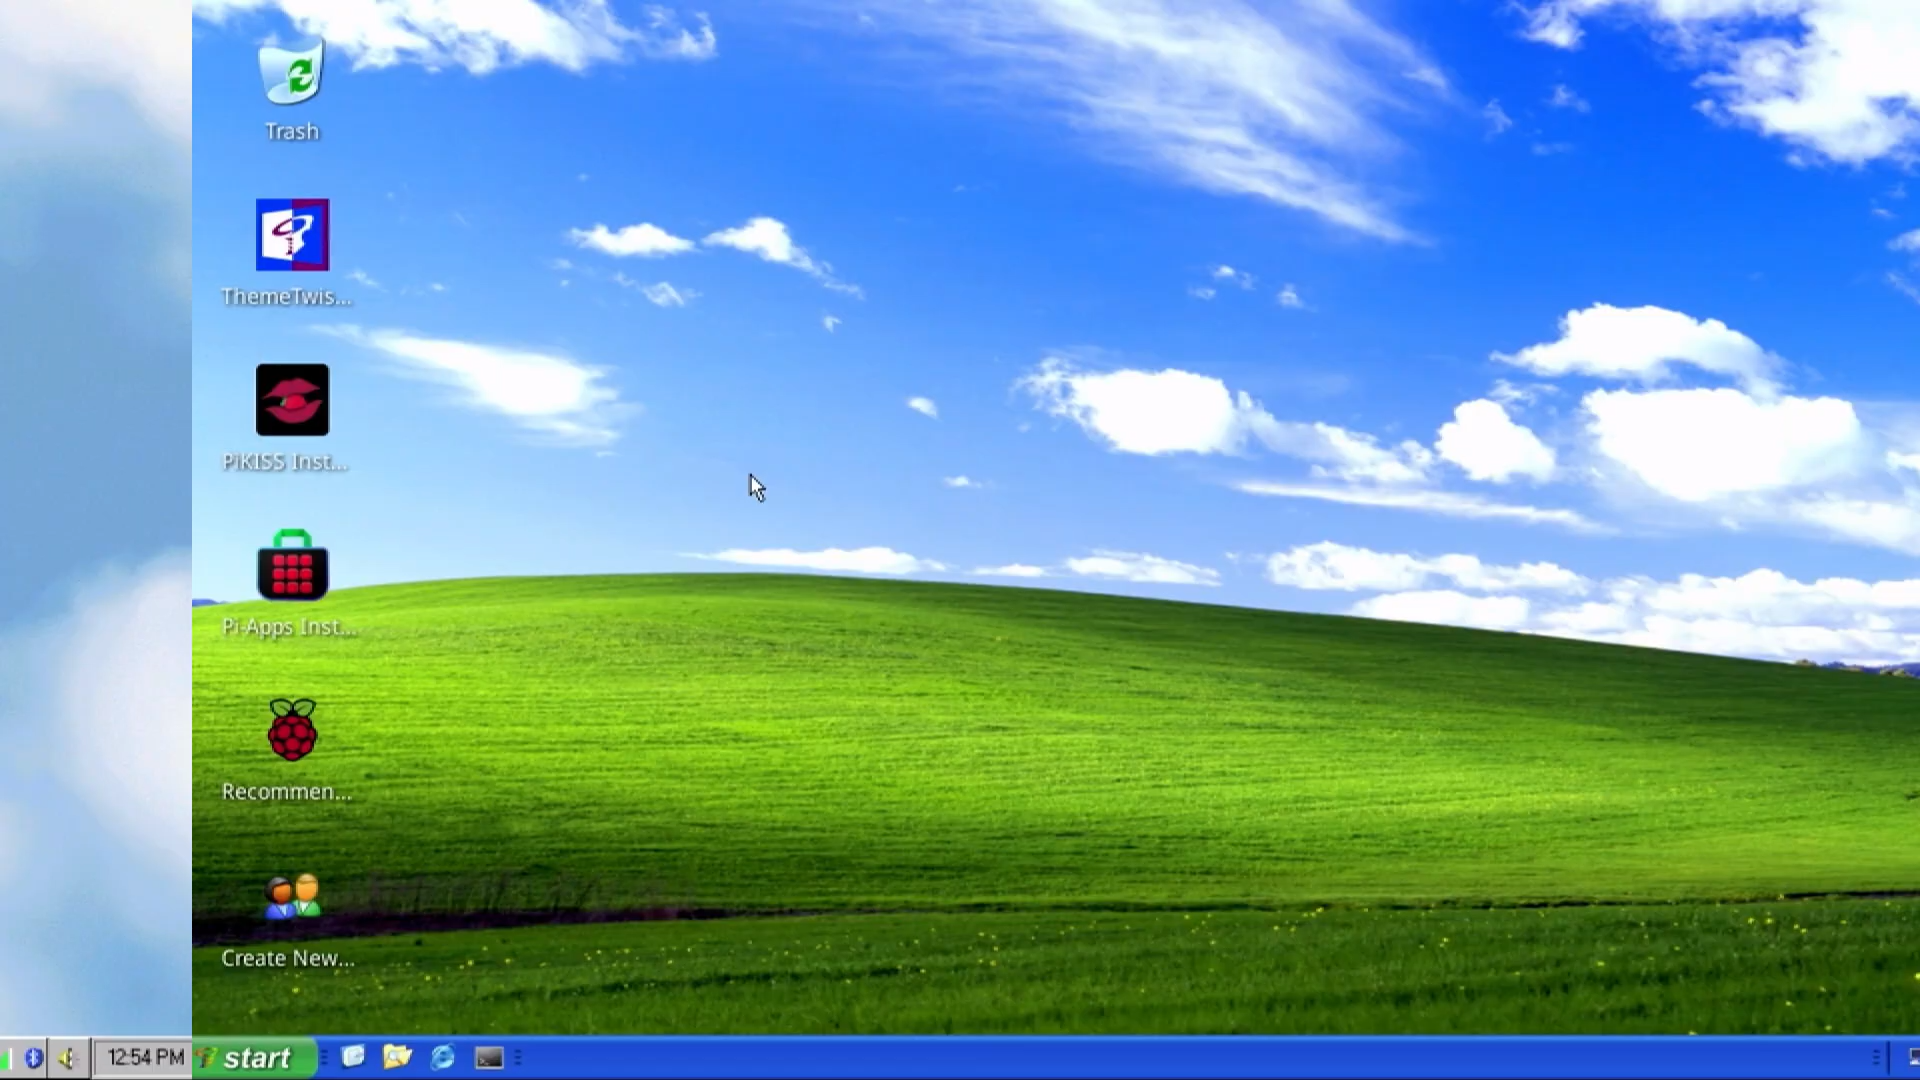 Trash
ThemeTwis...
PiKISS Inst...
Pi-Apps Inst...
Recommen...
Create New...
12:54 PM
start